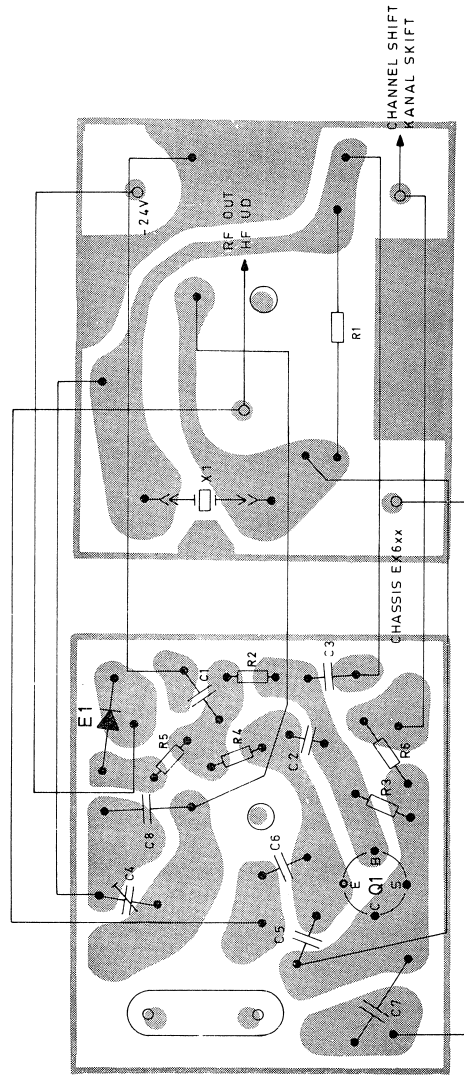 CHANNEL SHIFT
KANAL SKIFT
-24V
RF OUT
HF UD
R1
X1
CHASSIS EX6xx
E1
C1
R2
C3
R5
R4
C2
R6
C8
R3
C4
C6
E
B
Q1
C
S
C5
C7